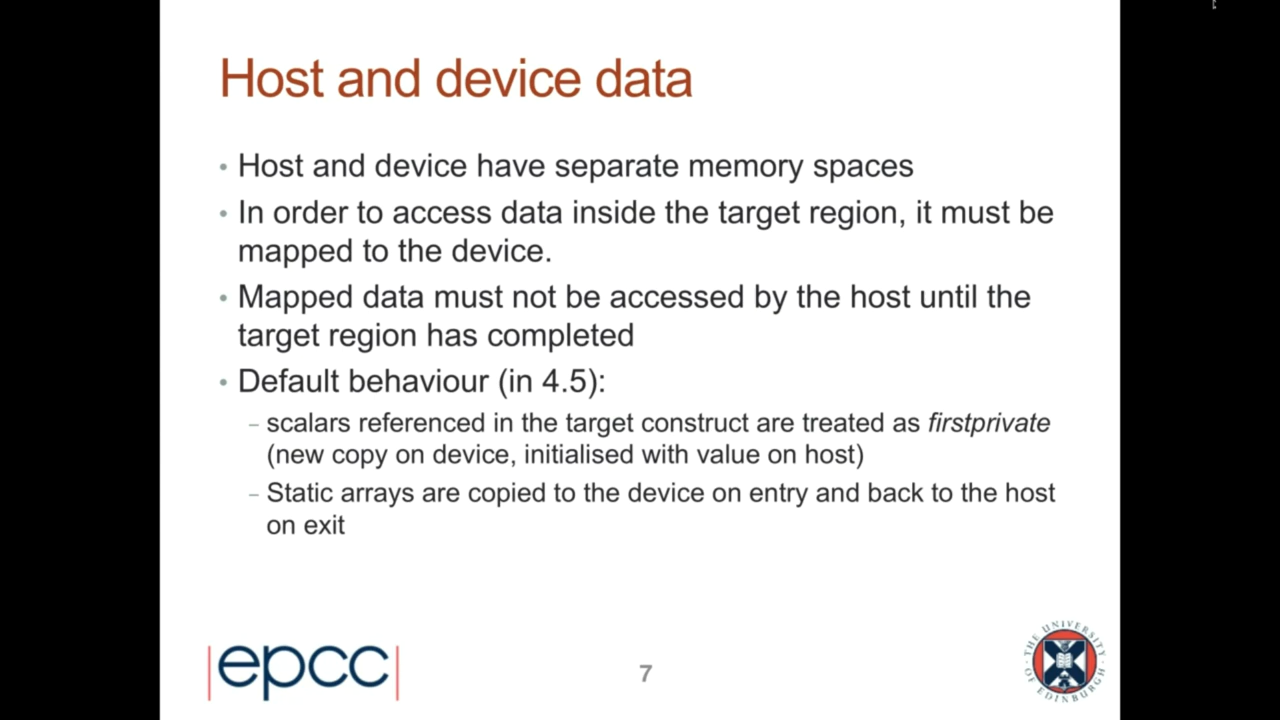 Host and device data
• Host and device have separate memory spaces
• In order to access data inside the target region, it must be
mapped to the device.
• Mapped data must not be accessed by the host until the
target region has completed
• Default behaviour (in 4.5):
– scalars referenced in the target construct are treated as firstprivate
(new copy on device, initialised with value on host)
– Static arrays are copied to the device on entry and back to the host
on exit
|epcc|
7
THE UNIVERSITY OF EDINBURGH